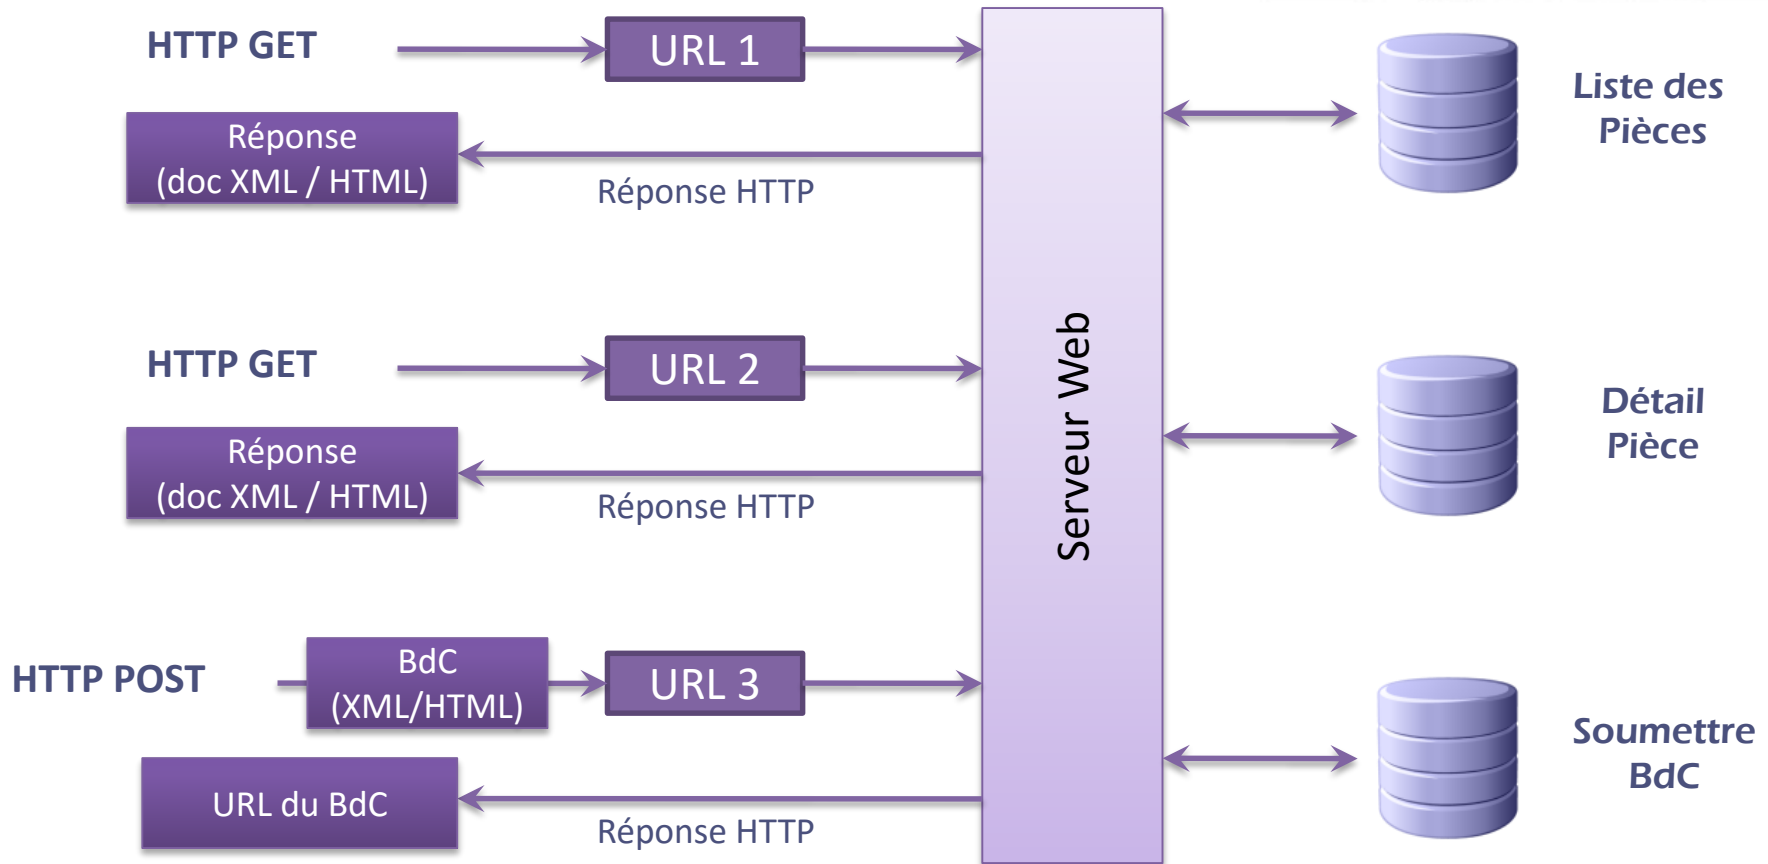 HTTP GET
URL 1
Réponse
(doc XML / HTML)
Réponse HTTP
Liste des
Pièces
HTTP GET
URL 2
Réponse
(doc XML / HTML)
Réponse HTTP
Serveur Web
Détail
Pièce
HTTP POST
BdC
(XML/HTML)
URL 3
URL du BdC
Réponse HTTP
Soumettre
BdC